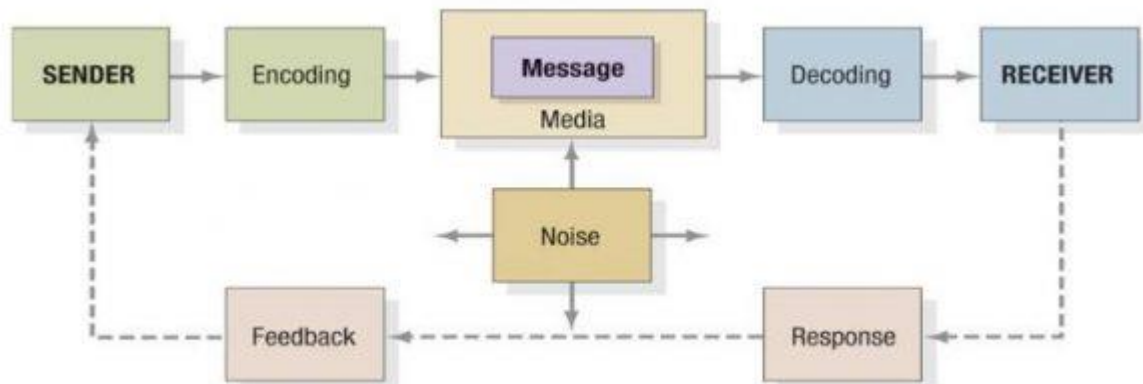 SENDER
Encoding
Message
Media
Decoding
RECEIVER
Noise
Feedback
Response